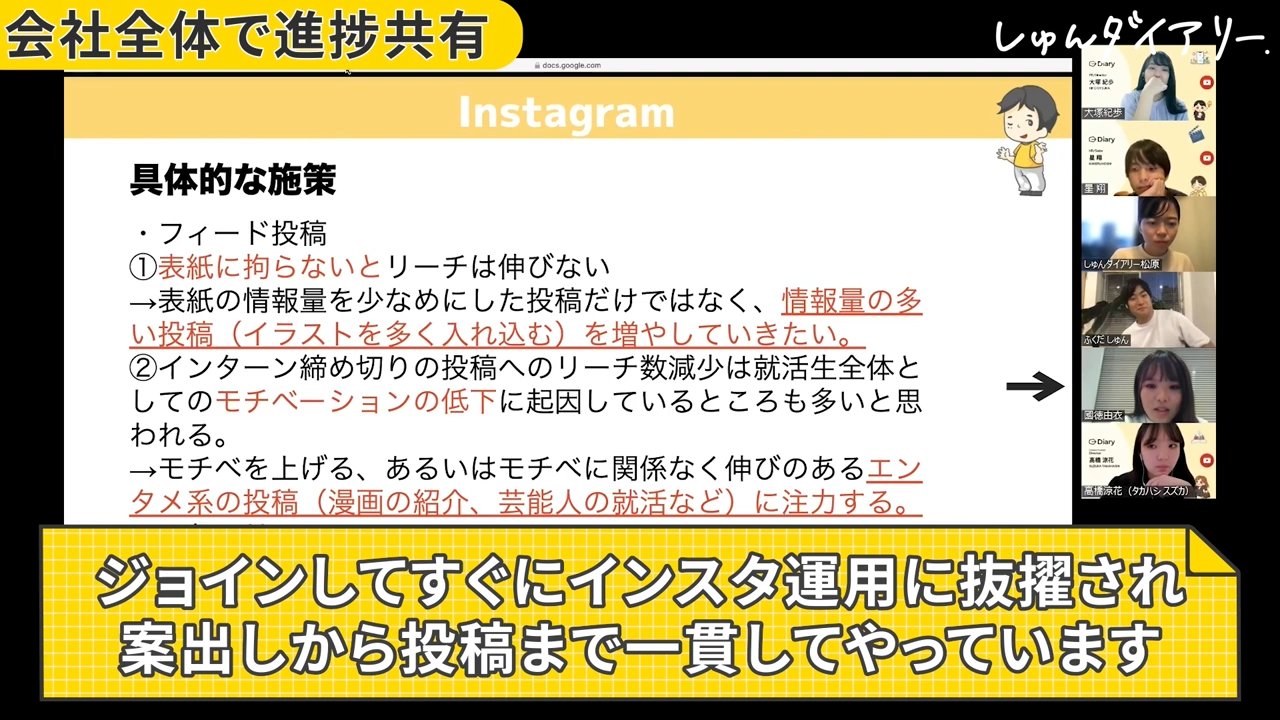 会社全体で進捗共有
しゅんダイアリー.
docs.google.com
Instagram
具体的な施策
・フィード投稿
①表紙に拘らないとリーチは伸びない
→表紙の情報量を少なめにした投稿だけではなく、情報量の多
い投稿（イラストを多く入れ込む）を増やしていきたい。
②インターン締め切りの投稿へのリーチ数減少は就活生全体と
してのモチベーションの低下に起因しているところも多いと思
われる。
→モチベを上げる、あるいはモチベに関係なく伸びのあるエン
タメ系の投稿（漫画の紹介、芸能人の就活など）に注力する。
Diary
大塚 紀歩
大塚紀歩
Diary
星 翔
星 翔
しゅんダイアリー松原
ふくだ しゅん
國徳由衣
Diary
高橋 涼花
高橋涼花（タカハシ スズカ）
ジョインしてすぐにインスタ運用に抜擢され
案出しから投稿まで一貫してやっています